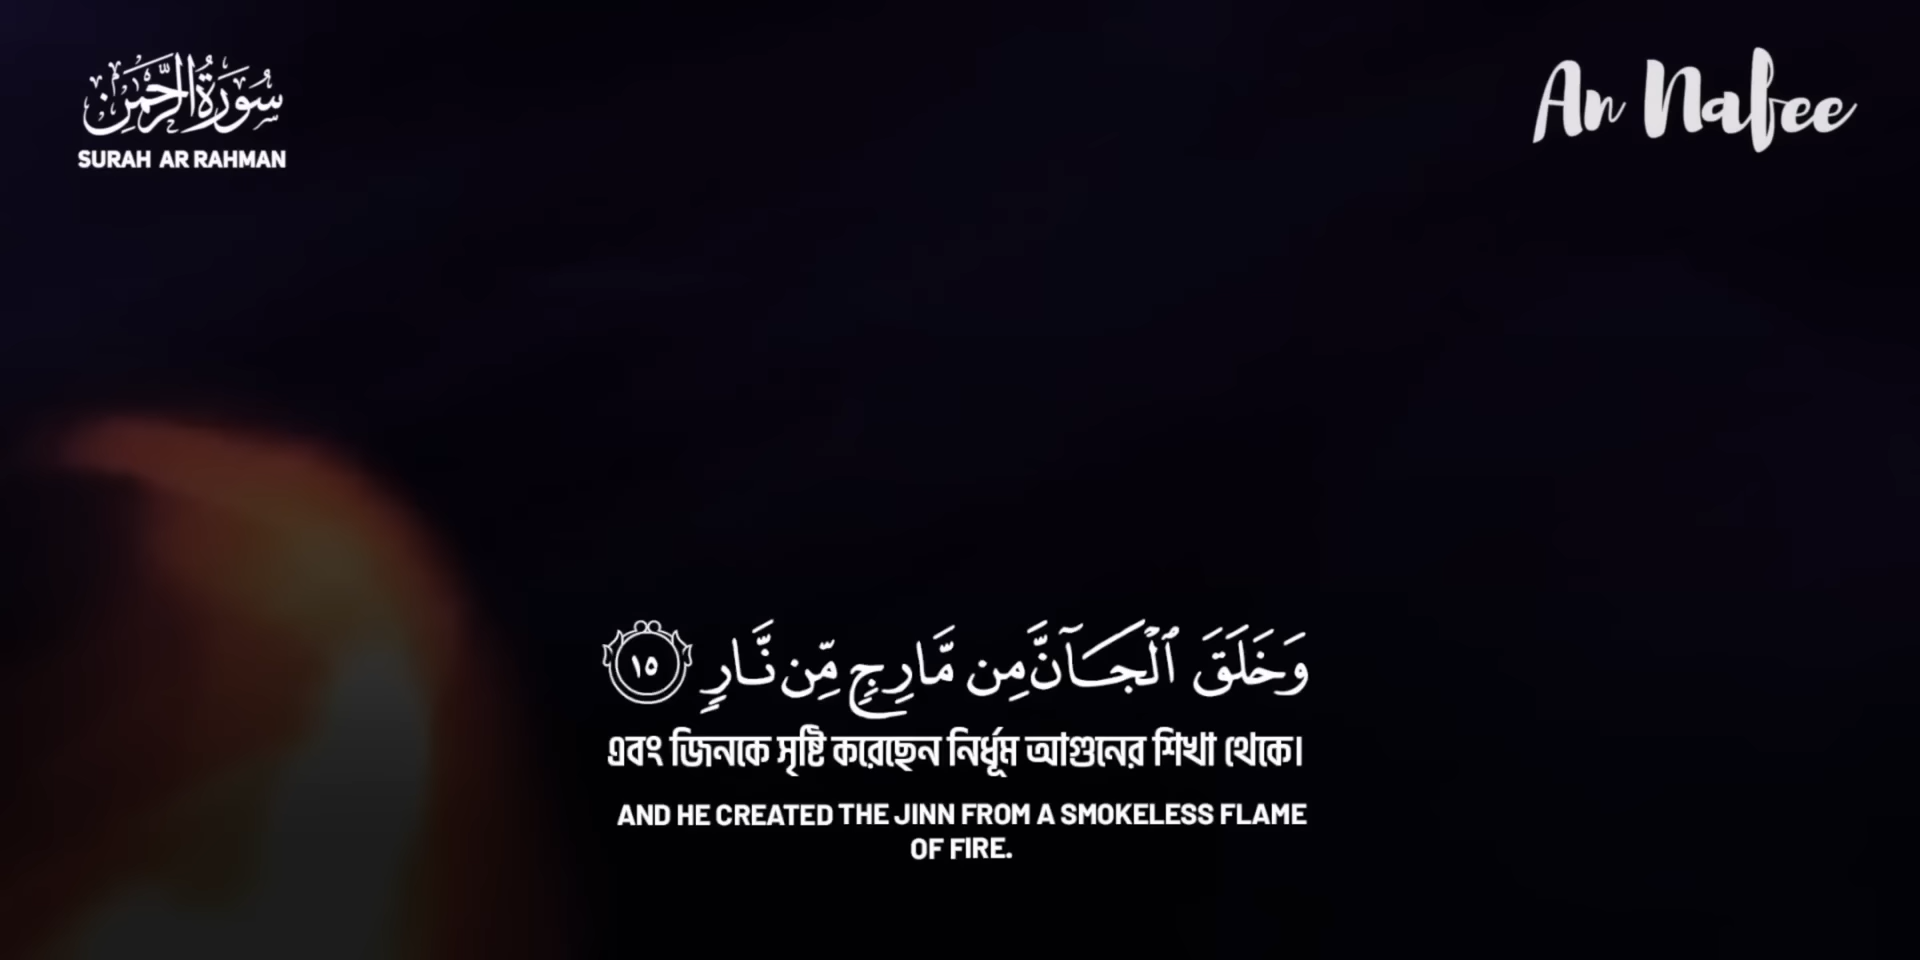 سُورَةُ الرَّحْمٰن
SURAH AR RAHMAN
An Nafee
وَخَلَقَ ٱلْجَآنَّ مِن مَّارِجٍ مِّن نَّارٍ ١٥
এবং জিনকে সৃষ্টি করেছেন নির্ধূম আগুনের শিখা থেকে।
AND HE CREATED THE JINN FROM A SMOKELESS FLAME
OF FIRE.